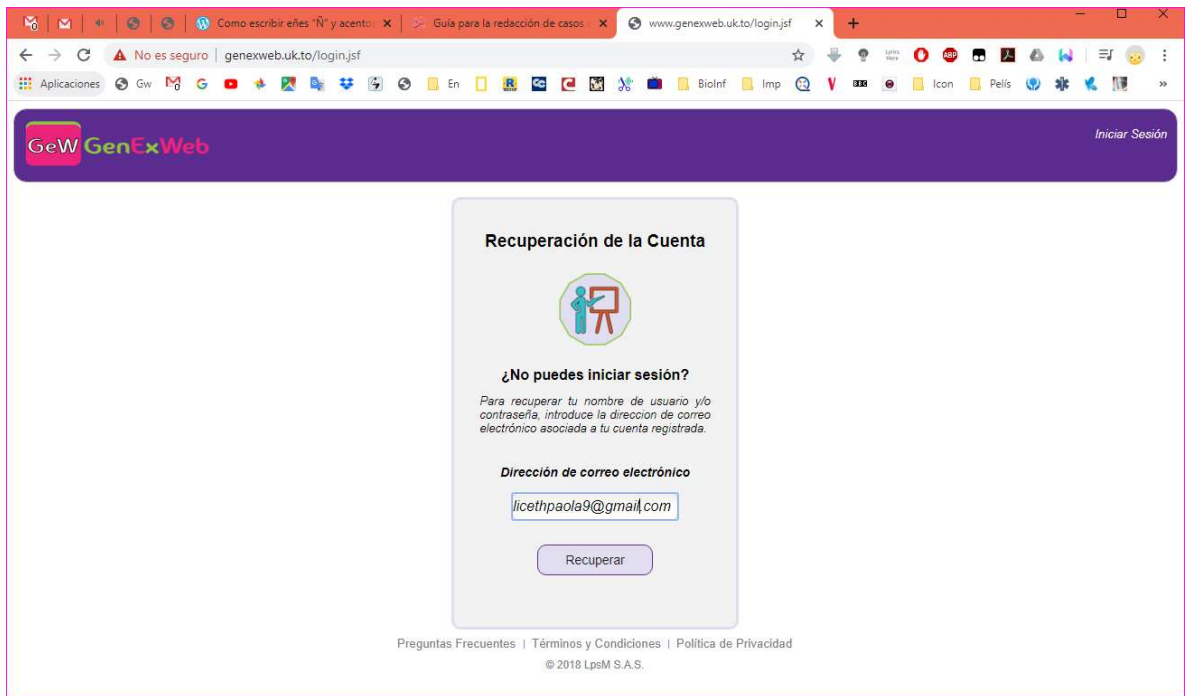 Como escribir eñes "Ñ" y acento:
Guía para la redacción de casos
www.genexweb.uk.to/login.jsf
No es seguro | genexweb.uk.to/login.jsf
Aplicaciones Gw En BioInf Imp Icon Pelis
Iniciar Sesión
GeW GenExWeb
Recuperación de la Cuenta
¿No puedes iniciar sesión?
Para recuperar tu nombre de usuario y/o
contraseña, introduce la direccion de correo
electrónico asociada a tu cuenta registrada.
Dirección de correo electrónico
licethpaola9@gmail.com
Recuperar
Preguntas Frecuentes | Términos y Condiciones | Política de Privacidad
© 2018 LpsM S.A.S.